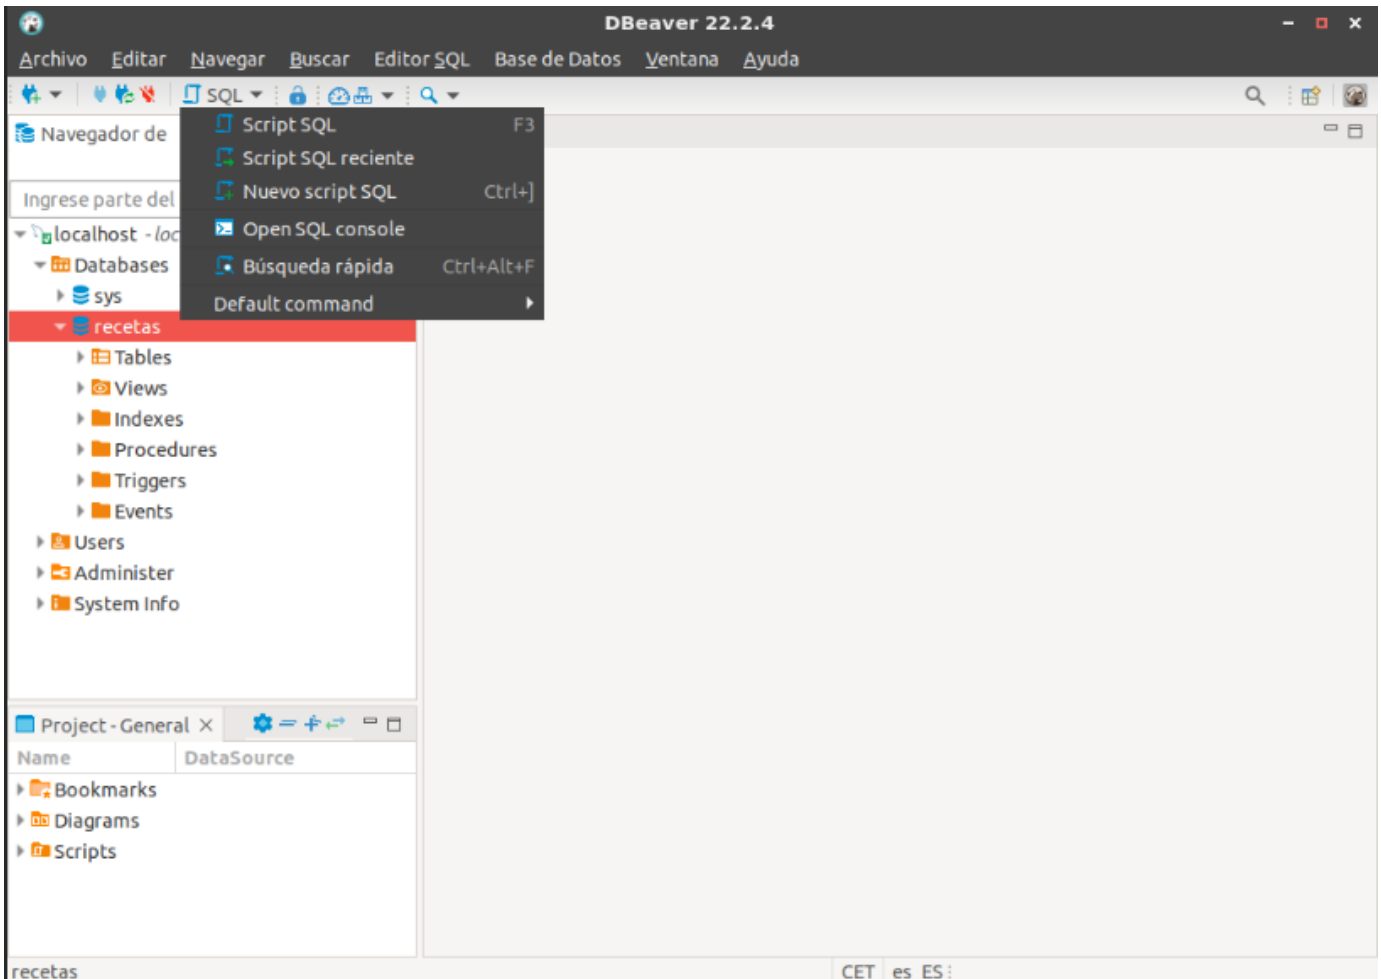 DBeaver 22.2.4
Archivo Editar Navegar Buscar Editor SQL Base de Datos Ventana Ayuda
SQL
Navegador de
Script SQL F3
Script SQL reciente
Nuevo script SQL Ctrl+]
Open SQL console
Búsqueda rápida Ctrl+Alt+F
Default command
Ingrese parte del
localhost - loc
Databases
sys
recetas
Tables
Views
Indexes
Procedures
Triggers
Events
Users
Administer
System Info
Project - General
Name DataSource
Bookmarks
Diagrams
Scripts
recetas CET es_ES